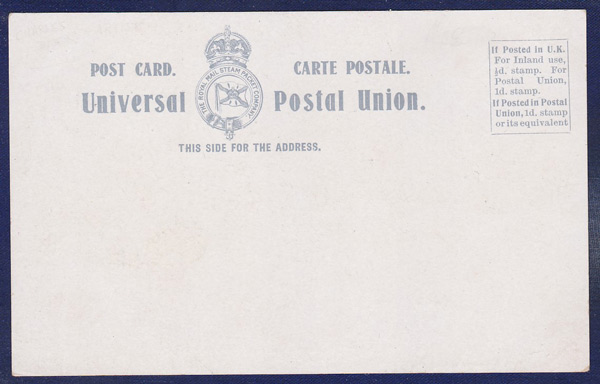 POST CARD. CARTE POSTALE.
Universal Postal Union.
THE ROYAL MAIL STEAM PACKET COMPANY
THIS SIDE FOR THE ADDRESS.
If Posted in U.K.
For Inland use,
½d. stamp. For
Postal Union,
1d. stamp.
If Posted in Postal
Union, 1d. stamp
or its equivalent